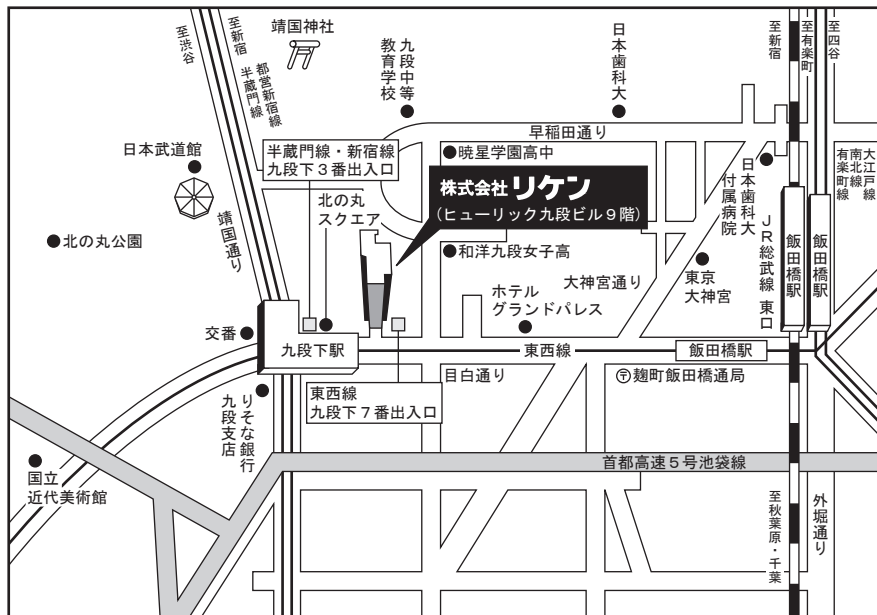 至渋谷
至新宿
都営新宿線
半蔵門線
靖国神社
九段中等
教育学校
日本歯科大
至新宿
至有楽町
至四谷
早稲田通り
半蔵門線・新宿線
九段下3番出入口
暁星学園高中
日本武道館
株式会社リケン
(ヒューリック九段ビル9階)
北の丸
スクエア
日本歯科大
付属病院
大江戸線
南北線
有楽町線
北の丸公園
靖国通り
和洋九段女子高
大神宮通り
東京
大神宮
JR総武線 東口
飯田橋駅
飯田橋駅
ホテル
グランドパレス
交番
九段下駅
東西線
飯田橋駅
目白通り
〒麹町飯田橋通局
東西線
九段下7番出入口
りそな銀行
九段支店
国立
近代美術館
首都高速5号池袋線
至秋葉原・千葉
外堀通り